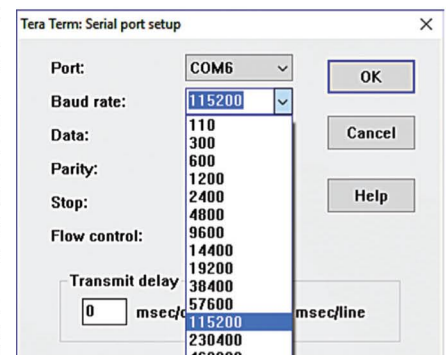 Tera Term: Serial port setup
Port: COM6
OK
Baud rate: 115200
110
Data:
Cancel
300
600
Parity:
1200
Stop:
2400
Help
4800
Flow control:
9600
14400
19200
Transmit delay
38400
57600
0 msec/
115200
msec/line
230400